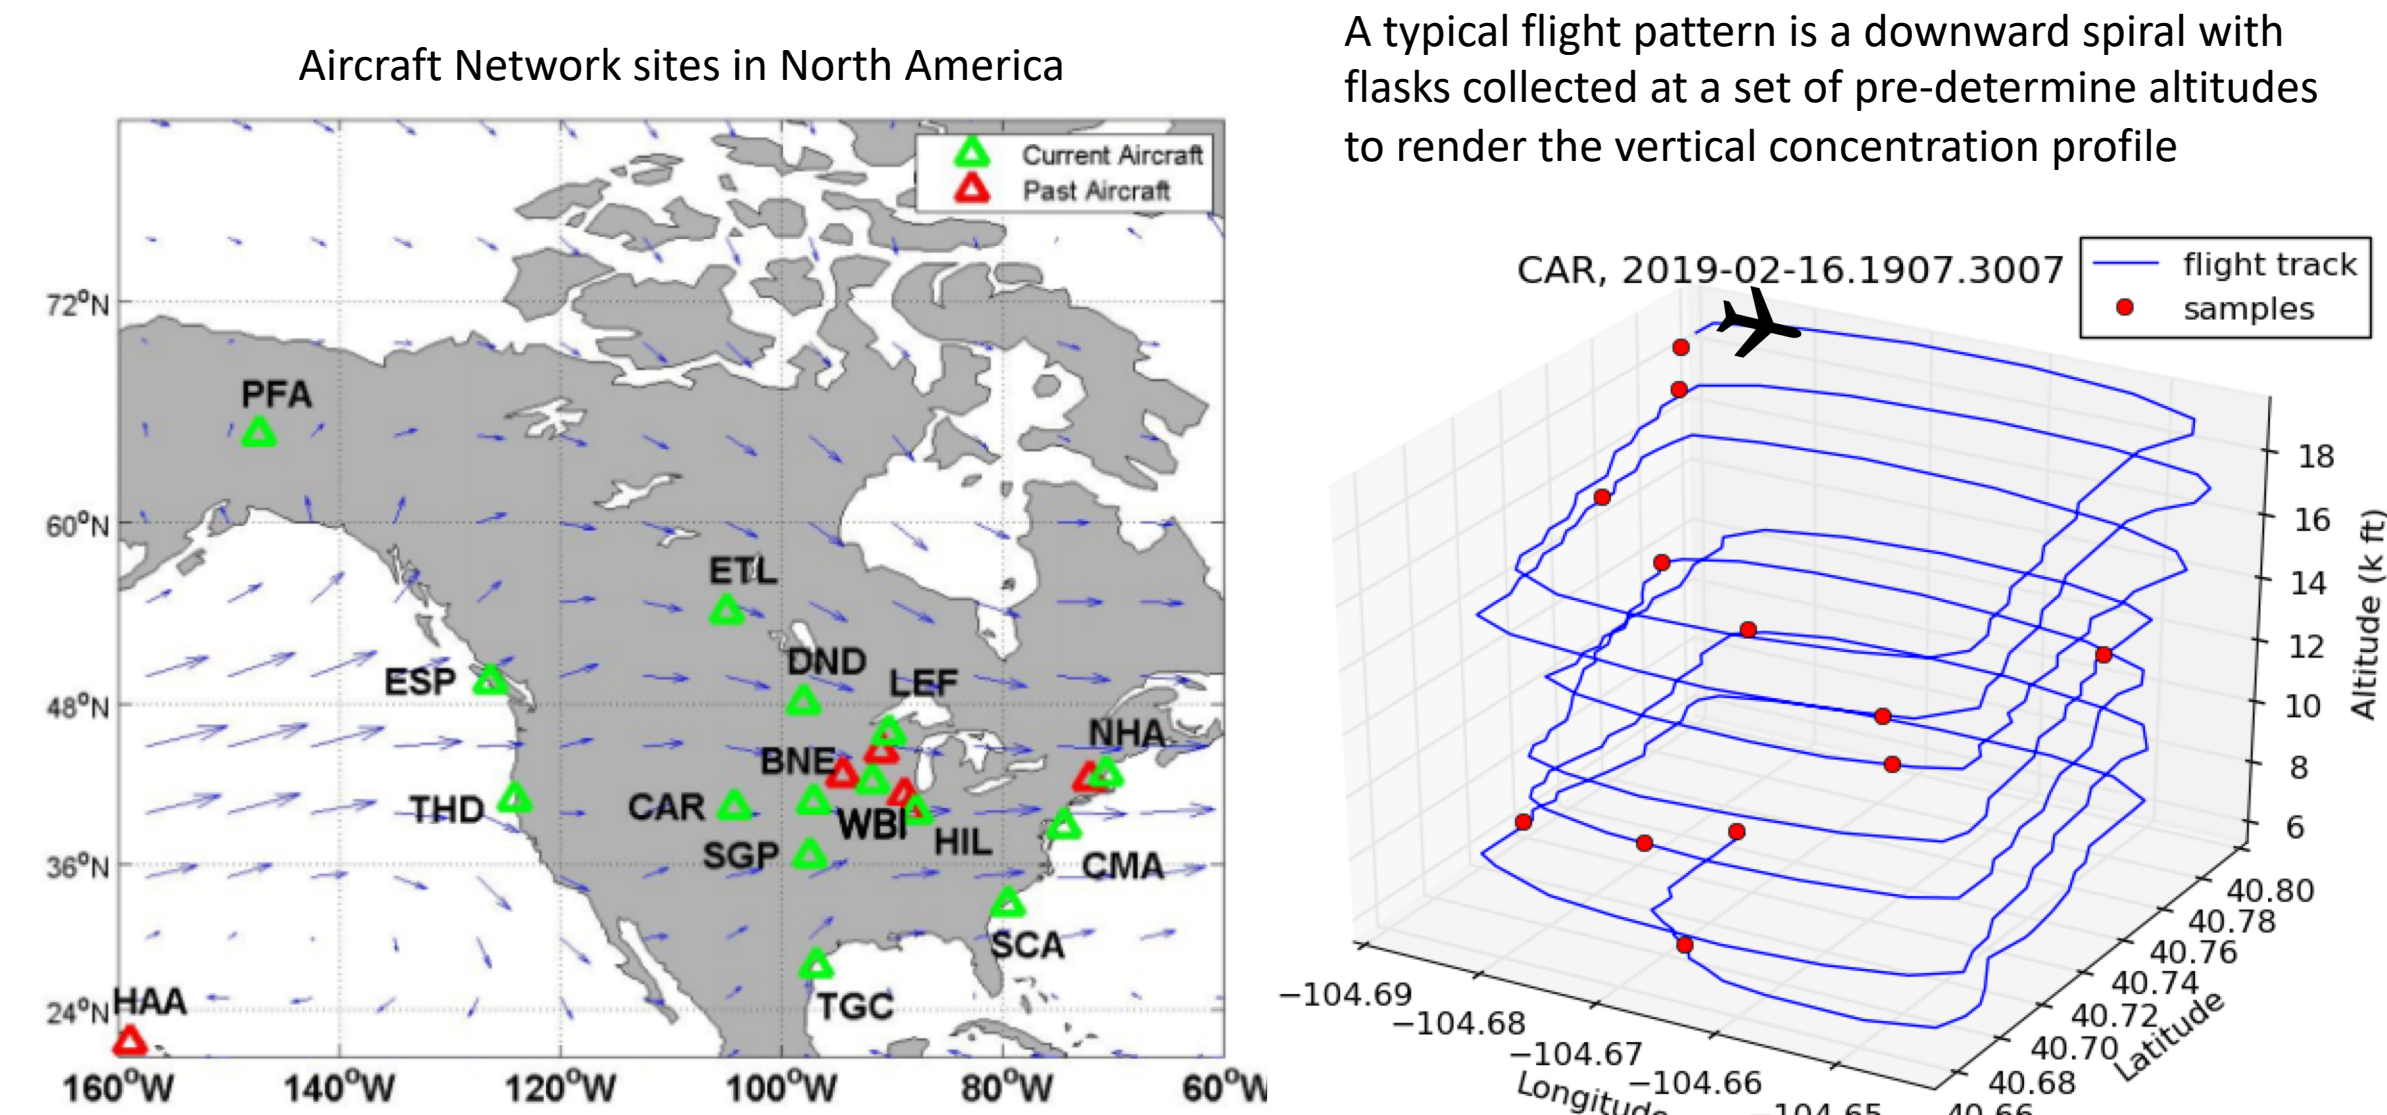 Aircraft Network sites in North America
Current Aircraft
Past Aircraft
72°N
60°N
48°N
36°N
24°N
PFA
ETL
DND
ESP
LEF
NHA
BNE
THD
CAR
WBI
HIL
SGP
CMA
SCA
HAA
TGC
160°W 140°W 120°W 100°W 80°W 60°W
A typical flight pattern is a downward spiral with
flasks collected at a set of pre-determine altitudes
to render the vertical concentration profile
CAR, 2019-02-16.1907.3007
flight track
samples
18
16
14
12
10
8
6
Altitude (k ft)
40.80
40.78
40.76
40.74
40.72
40.70
40.68
40.66
Latitude
−104.69
−104.68
−104.67
−104.66
−104.65
Longitude